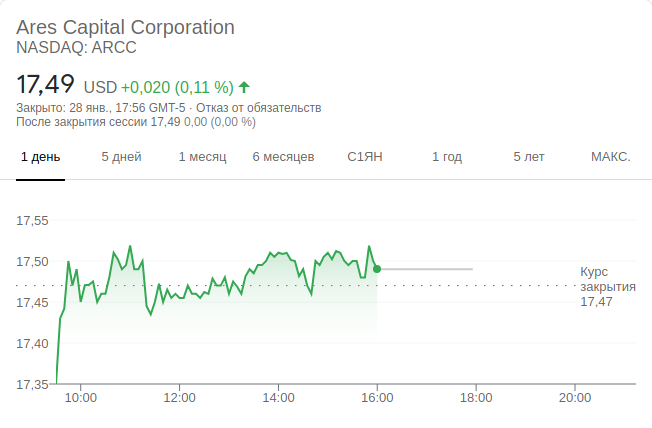 Ares Capital Corporation
NASDAQ: ARCC
17,49 USD +0,020 (0,11 %)
Закрыто: 28 янв., 17:56 GMT-5 · Отказ от обязательств
После закрытия сессии 17,49 0,00 (0,00 %)
1 день 5 дней 1 месяц 6 месяцев С1ЯН 1 год 5 лет МАКС.
17,55
17,50
17,45
17,40
17,35
Курс
закрытия
17,47
10:00 12:00 14:00 16:00 18:00 20:00